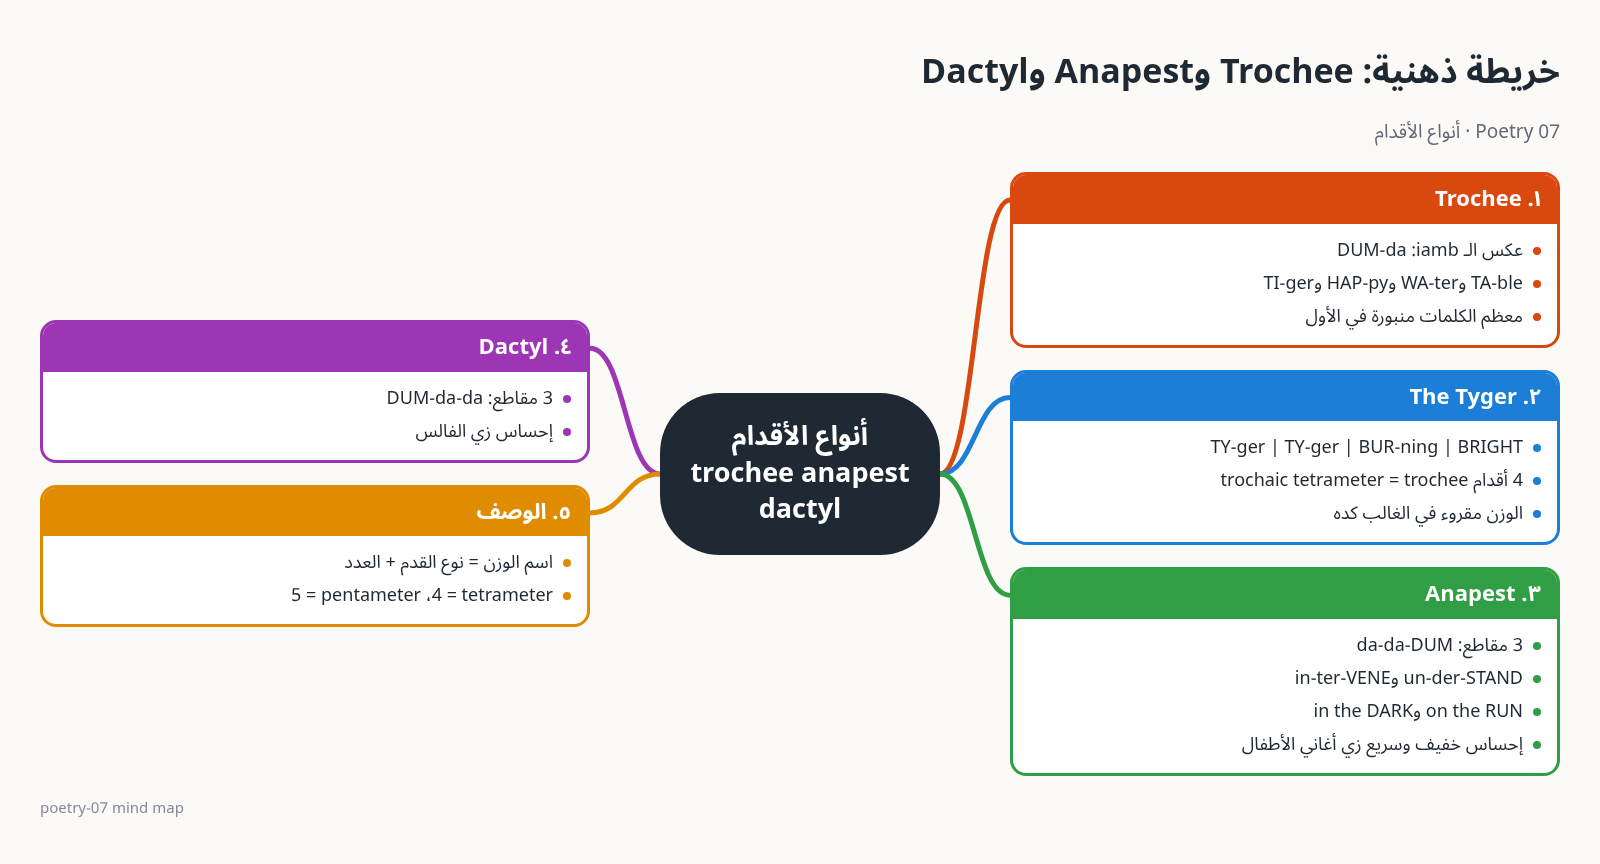 خريطة ذهنية: Trochee وAnapest وDactyl
Poetry 07 · أنواع الأقدام
١. Trochee
عكس الـ iamb: DUM-da
TA-ble وWA-ter وHAP-py وTI-ger
معظم الكلمات منبورة في الأول
٢. The Tyger
TY-ger | TY-ger | BUR-ning | BRIGHT
4 أقدام trochaic tetrameter = trochee
الوزن مقروء في الغالب كده
٣. Anapest
3 مقاطع: da-da-DUM
un-der-STAND وin-ter-VENE
on the RUN وin the DARK
إحساس خفيف وسريع زي أغاني الأطفال
أنواع الأقدام
trochee anapest
dactyl
٤. Dactyl
3 مقاطع: DUM-da-da
إحساس زي الفالس
٥. الوصف
اسم الوزن = نوع القدم + العدد
4 = tetrameter، 5 = pentameter
poetry-07 mind map